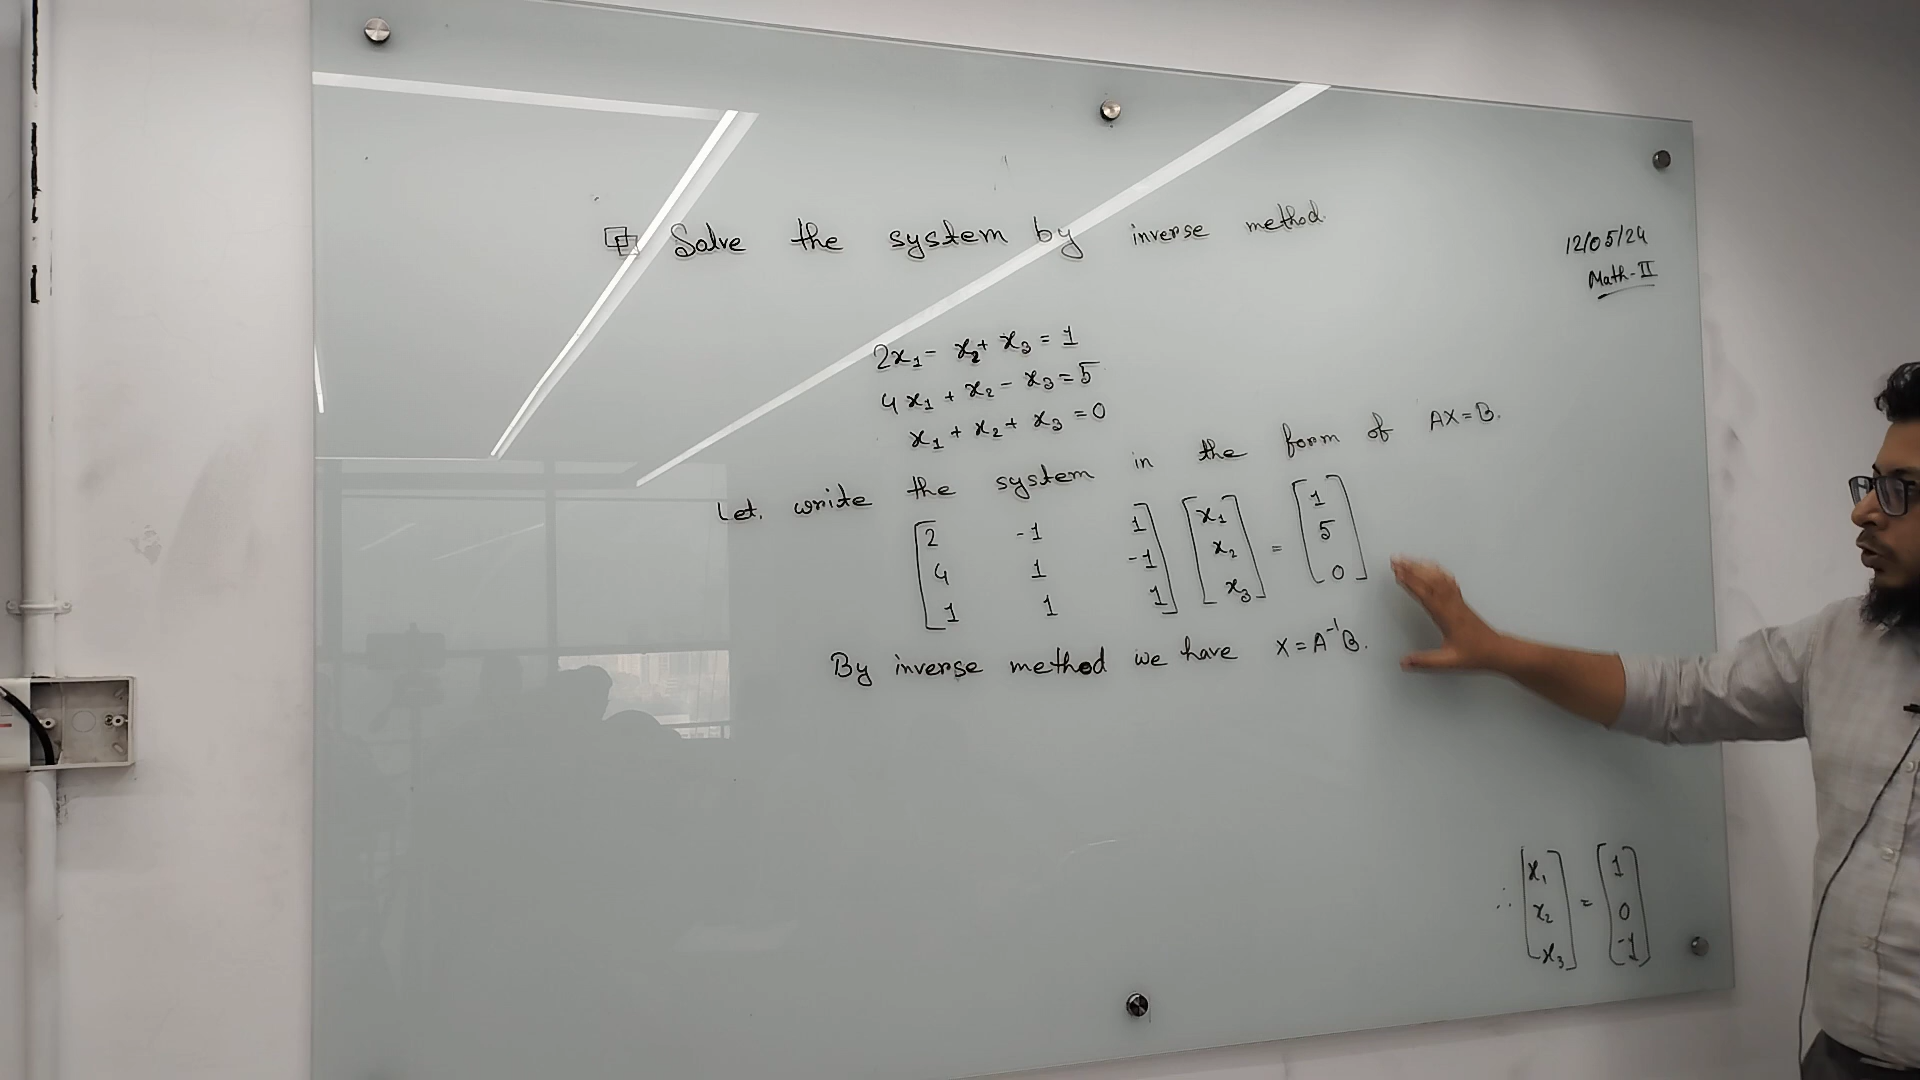 Solve the system by inverse method.
12/05/24
Math-II
2x₁ - x₂ + x₃ = 1
4x₁ + x₂ - x₃ = 5
x₁ + x₂ + x₃ = 0
Let. write the system in the form of AX=B.
[2 -1 1] [x₁] = [1]
[4 1 -1] [x₂] = [5]
[1 1 1] [x₃] = [0]
By inverse method we have X=A⁻¹B.
∴ [x₁] = [1]
[x₂] = [0]
[x₃] = [-1]